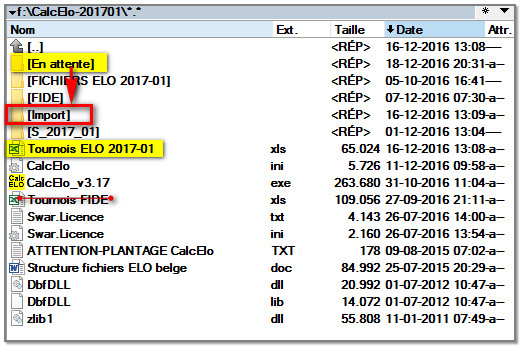 f:\CalcElo-201701\*.* * ▼
Nom Ext. Taille Date Attr.
[..] <RÉP> 16-12-2016 13:08 ----
[En attente] <RÉP> 18-12-2016 20:31 -a--
[FICHIERS ELO 2017-01] <RÉP> 05-10-2016 16:41 ----
[FIDE] <RÉP> 07-12-2016 07:30 -a--
[Import] <RÉP> 16-12-2016 13:09 -a--
[S_2017_01] <RÉP> 01-12-2016 13:04 ----
Tournois ELO 2017-01 xls 65.024 16-12-2016 13:08 -a--
CalcElo ini 5.726 11-12-2016 09:58 -a--
Calc ELO CalcElo_v3.17 exe 263.680 31-10-2016 11:04 -a--
Tournois FIDE xls 109.056 27-09-2016 21:11 -a--
Swar.Licence txt 4.143 26-07-2016 14:00 -a--
Swar.Licence ini 2.160 26-07-2016 13:54 -a--
ATTENTION-PLANTAGE CalcElo TXT 178 09-08-2015 07:02 -a--
Structure fichiers ELO belge doc 84.992 25-07-2015 20:29 -a--
DbfDLL dll 20.992 01-07-2012 10:47 -a--
DbfDLL lib 14.072 01-07-2012 10:47 -a--
zlib1 dll 55.808 11-01-2011 07:49 -a--